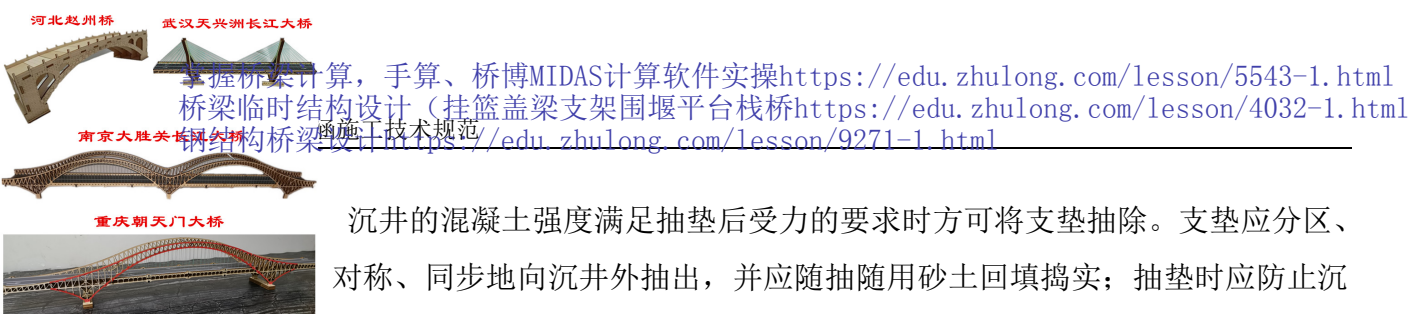 河北赵州桥
武汉天兴洲长江大桥
掌握桥梁计算，手算、桥博MIDAS计算软件实操https://edu.zhulong.com/lesson/5543-1.html
桥梁临时结构设计（挂篮盖梁支架围堰平台栈桥https://edu.zhulong.com/lesson/4032-1.html
南京大胜关长江大桥
钢结构桥梁设计https://edu.zhulong.com/lesson/9271-1.html
涵施工技术规范
重庆朝天门大桥
沉井的混凝土强度满足抽垫后受力的要求时方可将支垫抽除。支垫应分区、
对称、同步地向沉井外抽出，并应随抽随用砂土回填捣实；抽垫时应防止沉